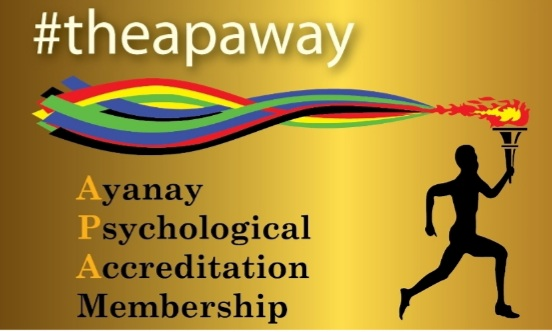 #theapaway
Ayanay
Psychological
Accreditation
Membership